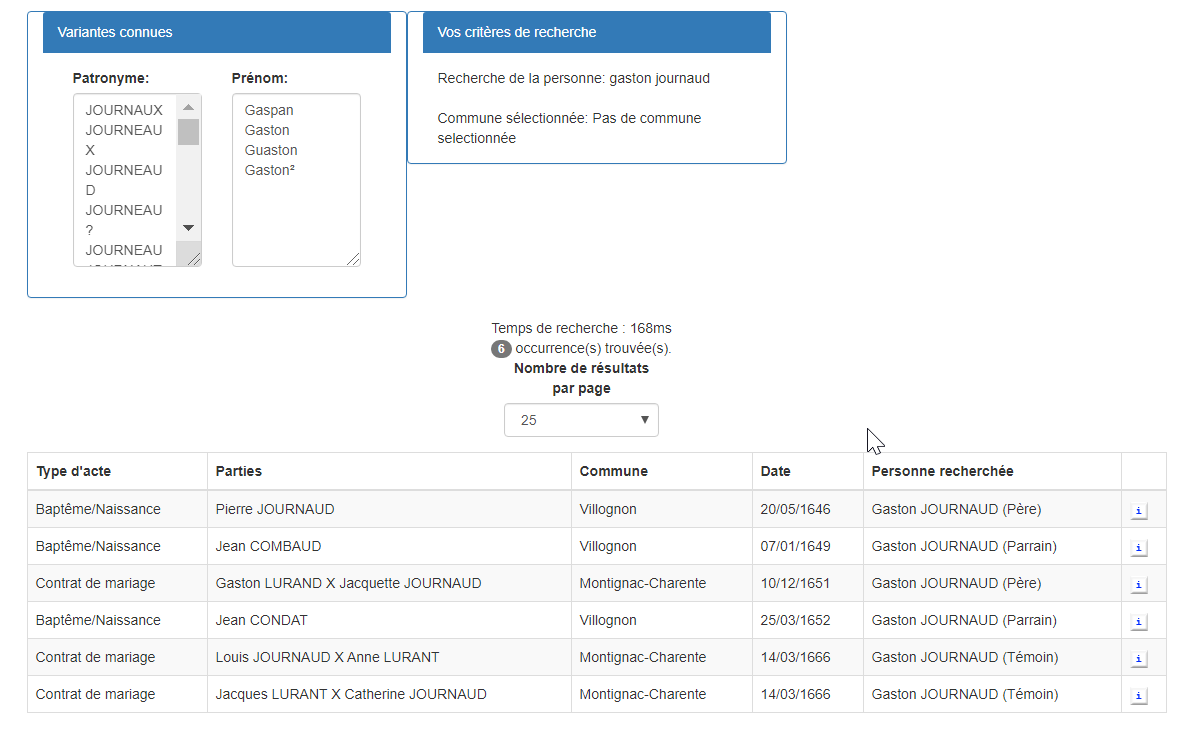 Variantes connues
Patronyme:
JOURNAUX
JOURNEAU
X
JOURNEAU
D
JOURNEAU
?
JOURNEAU
Prénom:
Gaspan
Gaston
Guaston
Gaston²
Vos critères de recherche
Recherche de la personne: gaston journaud
Commune sélectionnée: Pas de commune
selectionnée
Temps de recherche : 168ms
6 occurrence(s) trouvée(s).
Nombre de résultats
par page
25
Type d'acte Parties Commune Date Personne recherchée
Baptême/Naissance Pierre JOURNAUD Villognon 20/05/1646 Gaston JOURNAUD (Père) i
Baptême/Naissance Jean COMBAUD Villognon 07/01/1649 Gaston JOURNAUD (Parrain) i
Contrat de mariage Gaston LURAND X Jacquette JOURNAUD Montignac-Charente 10/12/1651 Gaston JOURNAUD (Père) i
Baptême/Naissance Jean CONDAT Villognon 25/03/1652 Gaston JOURNAUD (Parrain) i
Contrat de mariage Louis JOURNAUD X Anne LURANT Montignac-Charente 14/03/1666 Gaston JOURNAUD (Témoin) i
Contrat de mariage Jacques LURANT X Catherine JOURNAUD Montignac-Charente 14/03/1666 Gaston JOURNAUD (Témoin) i